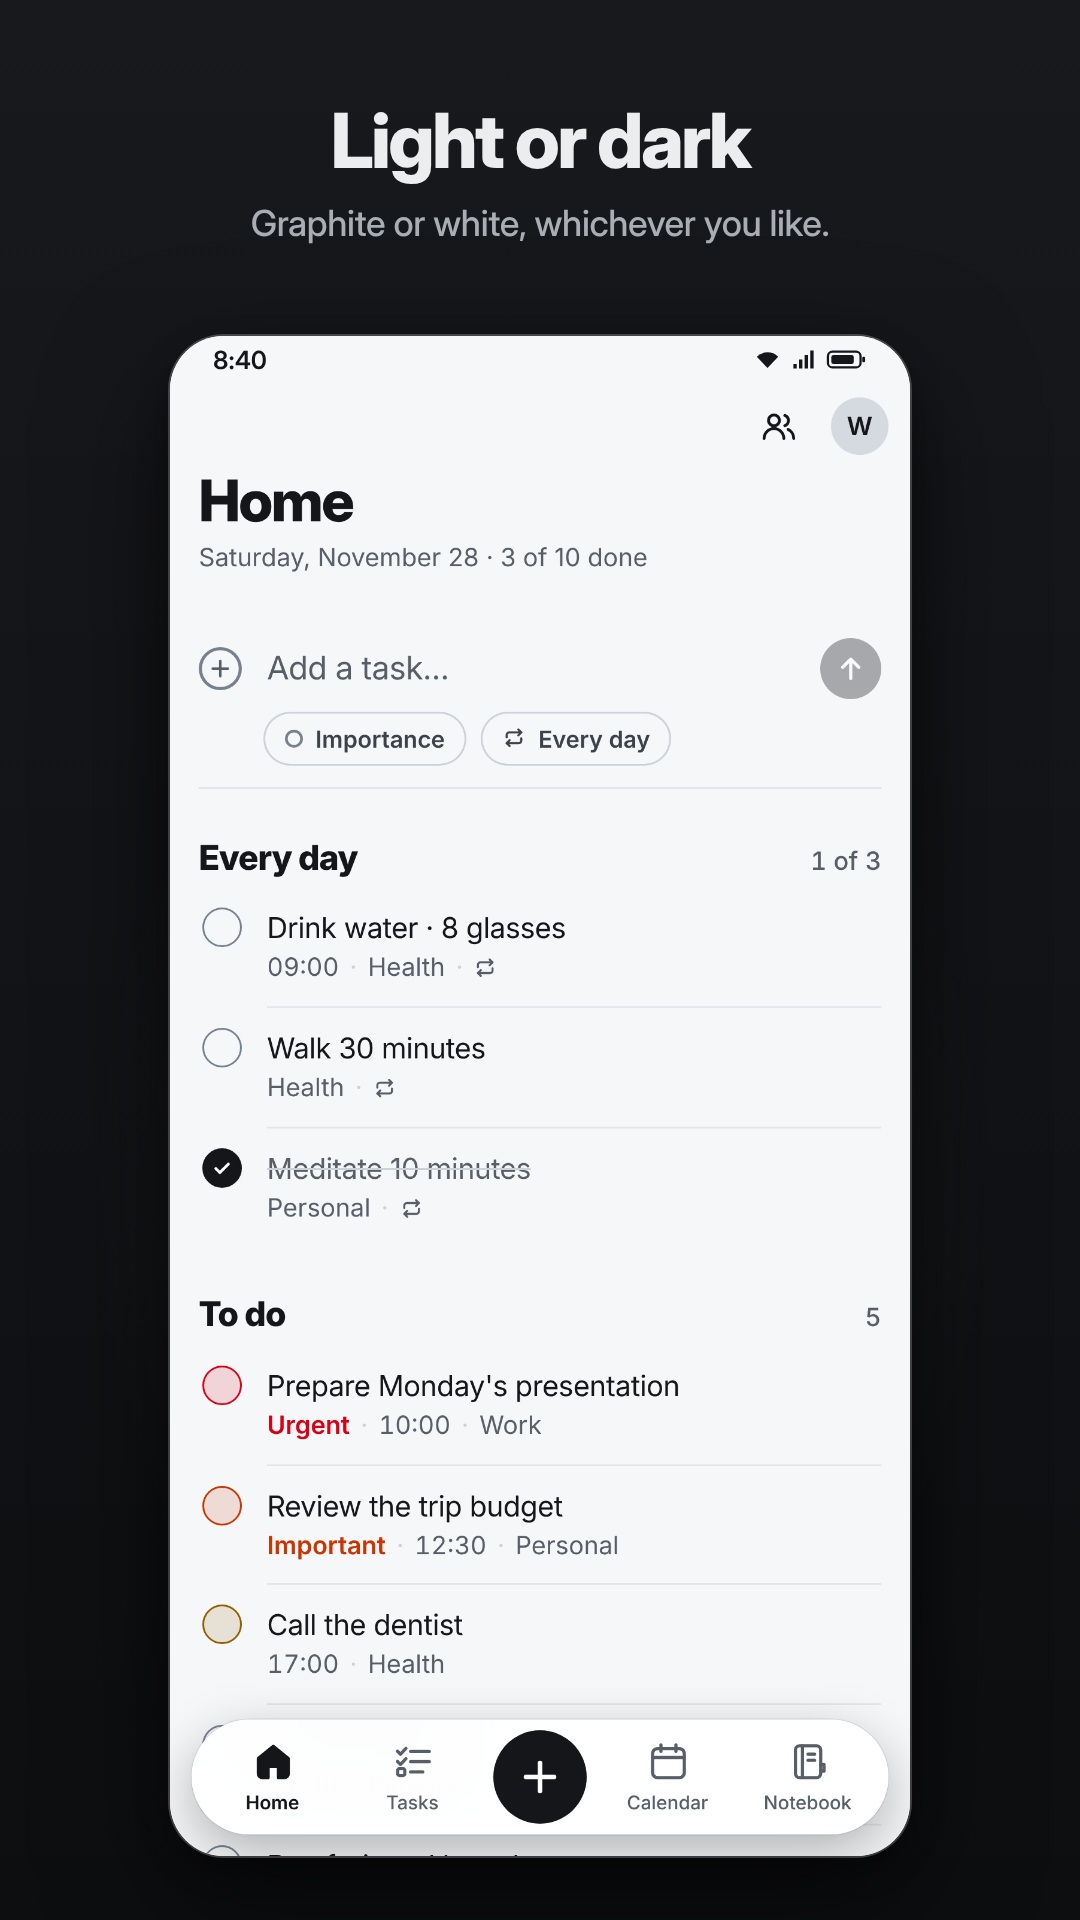 Light or dark
Graphite or white, whichever you like.
8:40
W
Home
Saturday, November 28 · 3 of 10 done
Add a task...
Importance
Every day
Every day
1 of 3
Drink water · 8 glasses
09:00 · Health ·
Walk 30 minutes
Health ·
Meditate 10 minutes
Personal ·
To do
5
Prepare Monday's presentation
Urgent · 10:00 · Work
Review the trip budget
Important · 12:30 · Personal
Call the dentist
17:00 · Health
Home
Tasks
Calendar
Notebook